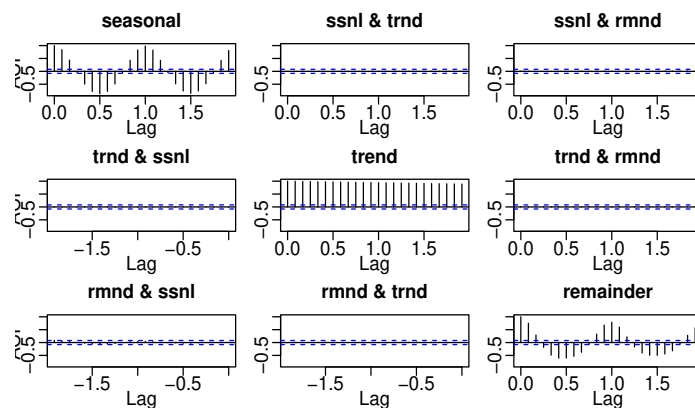 seasonal ssnl & trnd ssnl & rmnd
-0.5 -0.5 -0.5
0.0 0.5 1.0 1.5 0.0 1.0 0.0 0.5 1.0 1.5
Lag Lag Lag
trnd & ssnl trend trnd & rmnd
-0.5 -0.5 -0.5
-1.5 -0.5 0.0 0.5 1.0 1.5 0.0 0.5 1.0 1.5
Lag Lag Lag
rmnd & ssnl rmnd & trnd remainder
-0.5 -0.5 -0.5
-1.5 -0.5 -1.5 -0.5 0.0 0.5 1.0 1.5
Lag Lag Lag